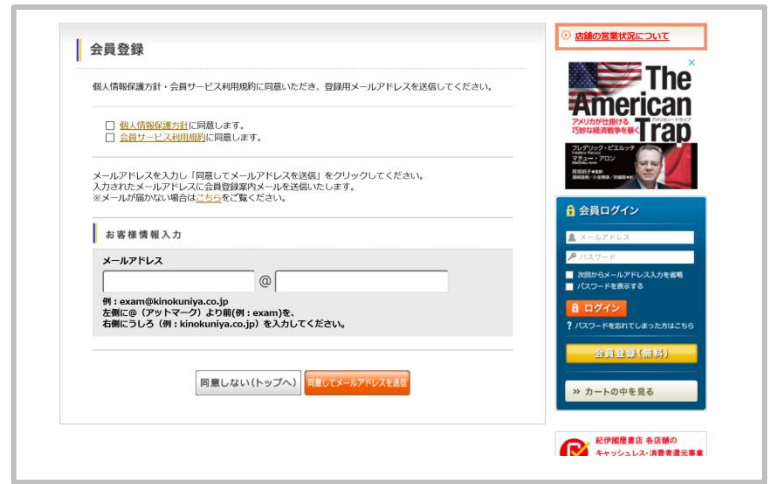 会員登録
個人情報保護方針・会員サービス利用規約に同意いただき、登録用メールアドレスを送信してください。
個人情報保護方針に同意します。
会員サービス利用規約に同意します。
メールアドレスを入力し「同意してメールアドレスを送信」をクリックしてください。
入力されたメールアドレスに会員登録案内メールを送信いたします。
※メールが届かない場合はこちらをご覧ください。
お客様情報入力
メールアドレス
@
例：exam@kinokuniya.co.jp
左側に@（アットマーク）より前(例：exam)を、
右側にうしろ（例：kinokuniya.co.jp）を入力してください。
同意しない(トップへ)
同意してメールアドレスを送信
店舗の営業状況について
The
American
Trap
アメリカが仕掛ける
巧妙な経済戦争を暴く
フレデリック・ピエルッチ
マチュー・アロン
会員ログイン
メールアドレス
パスワード
次回からメールアドレス入力を省略
パスワードを表示する
ログイン
? パスワードを忘れてしまった方はこちら
会員登録(無料)
» カートの中を見る
紀伊國屋書店 各店舗の
キャッシュレス・消費者還元事業